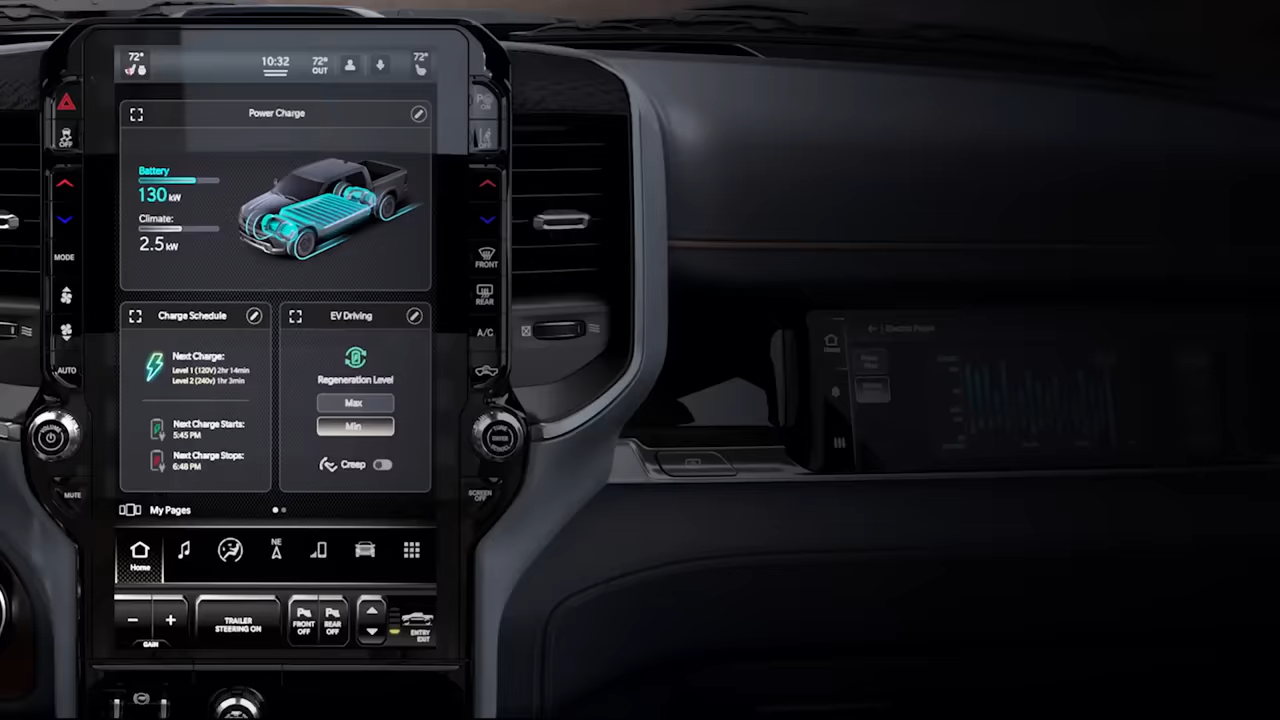 72°
10:32
72°
OUT
72°
Power Charge
OFF
Battery
130 kW
Climate:
2.5 kW
MODE
FRONT
REAR
A/C
AUTO
Charge Schedule
EV Driving
Next Charge:
Level 1 (120V) 2hr 14min
Level 2 (240v) 1hr 3min
Regeneration Level
Max
Min
Next Charge Starts:
5:45 PM
Next Charge Stops:
6:48 PM
Creep
MUTE
SCREEN
OFF
My Pages
NE
Home
- +
GAIN
TRAILER
STEERING ON
FRONT
OFF
REAR
OFF
ENTRY
EXIT